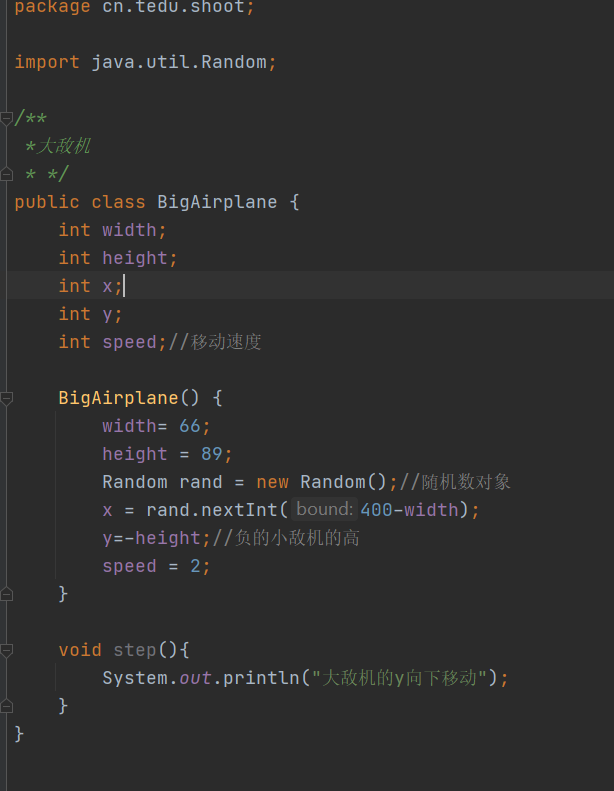 package cn.tedu.shoot;
import java.util.Random;
/**
*大敌机
* */
public class BigAirplane {
int width;
int height;
int x;
int y;
int speed;//移动速度
BigAirplane() {
width= 66;
height = 89;
Random rand = new Random();//随机数对象
x = rand.nextInt( bound: 400-width);
y=-height;//负的小敌机的高
speed = 2;
}
void step(){
System.out.println("大敌机的y向下移动");
}
}